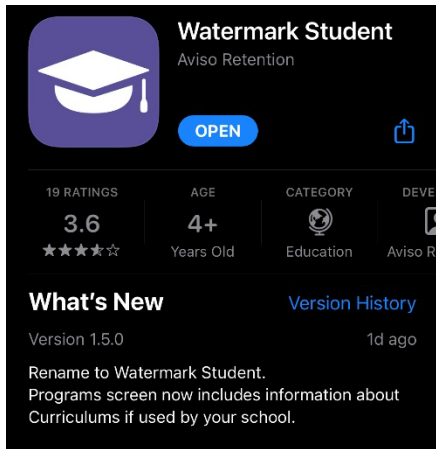 Watermark Student
Aviso Retention
OPEN
19 RATINGS
AGE
CATEGORY
DEVE
3.6
4+
Years Old
Education
Aviso R
What's New
Version History
Version 1.5.0
1d ago
Rename to Watermark Student.
Programs screen now includes information about
Curriculums if used by your school.